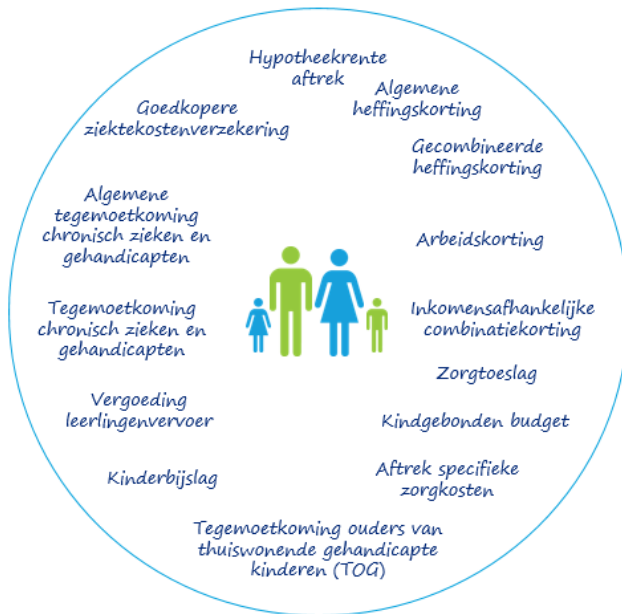 Hypotheekrente
aftrek
Algemene
heffingskorting
Gecombineerde
heffingskorting
Arbeidskorting
Inkomensafhankelijke
combinatiekorting
Zorgtoeslag
Kindgebonden budget
Aftrek specifieke
zorgkosten
Tegemoetkoming ouders van
thuiswonende gehandicapte
kinderen (TOG)
Kinderbijslag
Vergoeding
leerlingenvervoer
Tegemoetkoming
chronisch zieken en
gehandicapten
Algemene
tegemoetkoming
chronisch zieken en
gehandicapten
Goedkopere
ziektekostenverzekering